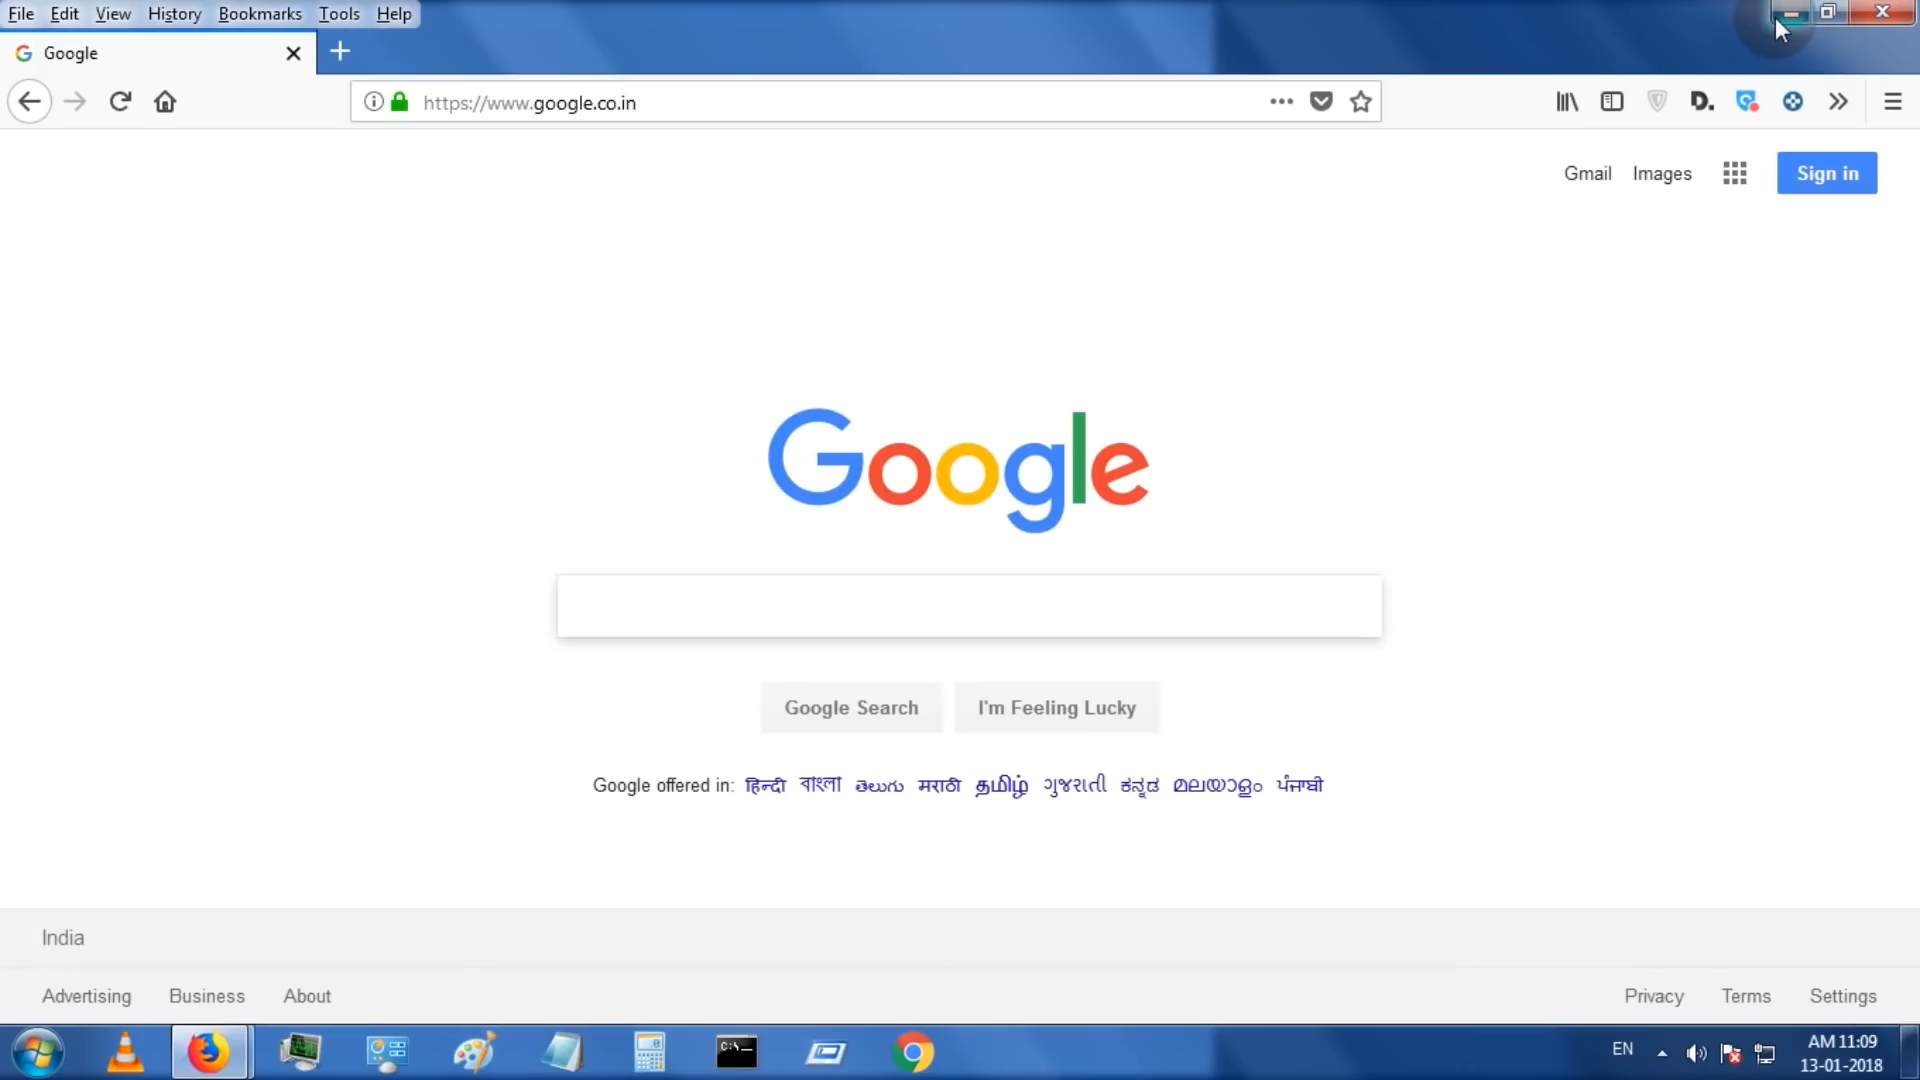 File Edit View History Bookmarks Tools Help
Google
https://www.google.co.in
D.
Gmail Images Sign in
Google
Google Search I'm Feeling Lucky
Google offered in: हिन्दी বাংলা తెలుగు मराठी தமிழ் ગુજરાતી ಕನ್ನಡ മലയാളം ਪੰਜਾਬੀ
India
Advertising Business About Privacy Terms Settings
C:\_
EN AM 11:09
13-01-2018